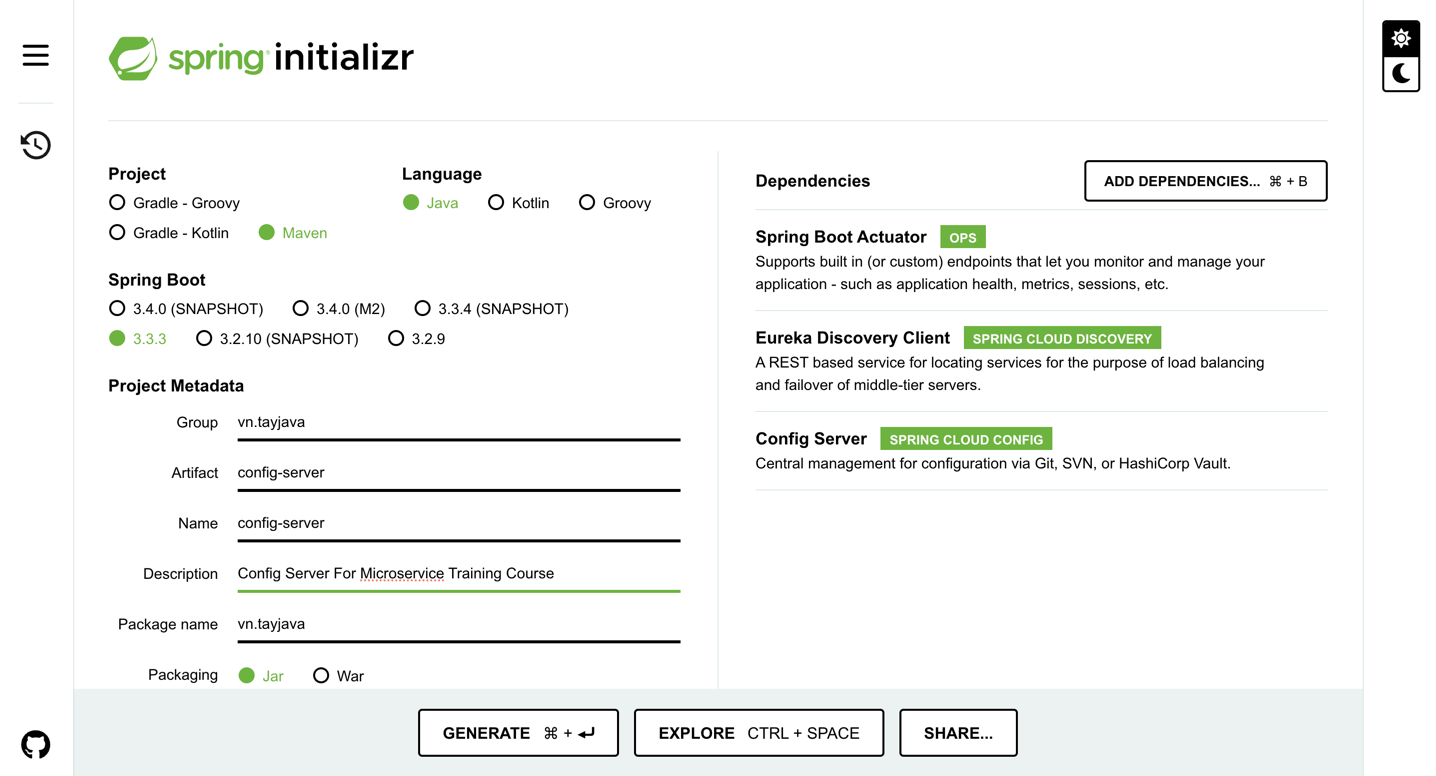 spring initializr
Project
Gradle - Groovy
Gradle - Kotlin Maven
Language
Java Kotlin Groovy
Spring Boot
3.4.0 (SNAPSHOT) 3.4.0 (M2) 3.3.4 (SNAPSHOT)
3.3.3 3.2.10 (SNAPSHOT) 3.2.9
Project Metadata
Group vn.tayjava
Artifact config-server
Name config-server
Description Config Server For Microservice Training Course
Package name vn.tayjava
Packaging Jar War
Dependencies ADD DEPENDENCIES... ⌘ + B
Spring Boot Actuator OPS
Supports built in (or custom) endpoints that let you monitor and manage your
application - such as application health, metrics, sessions, etc.
Eureka Discovery Client SPRING CLOUD DISCOVERY
A REST based service for locating services for the purpose of load balancing
and failover of middle-tier servers.
Config Server SPRING CLOUD CONFIG
Central management for configuration via Git, SVN, or HashiCorp Vault.
GENERATE ⌘ + ↵ EXPLORE CTRL + SPACE SHARE...